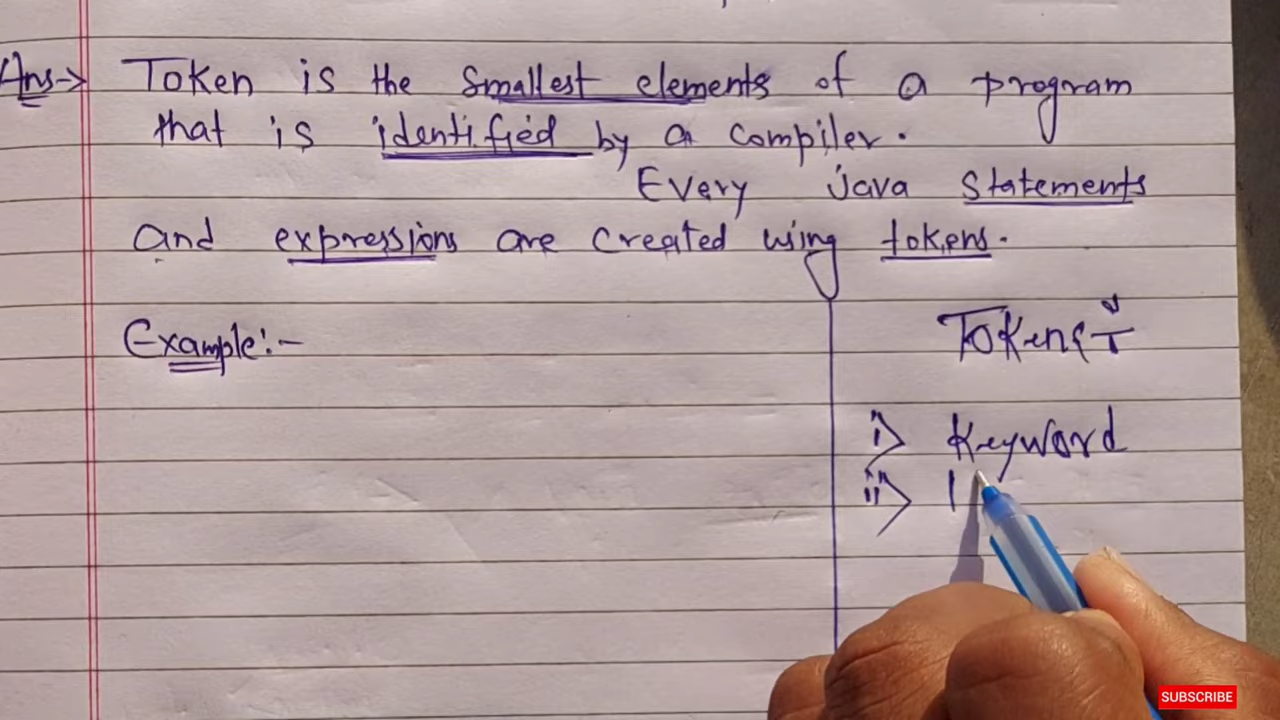 Ans->
Token is the smallest elements of a program
that is identified by a compiler.
Every java statements
and expressions are created using tokens.
Example:-
i> Keyword
ii> I
SUBSCRIBE